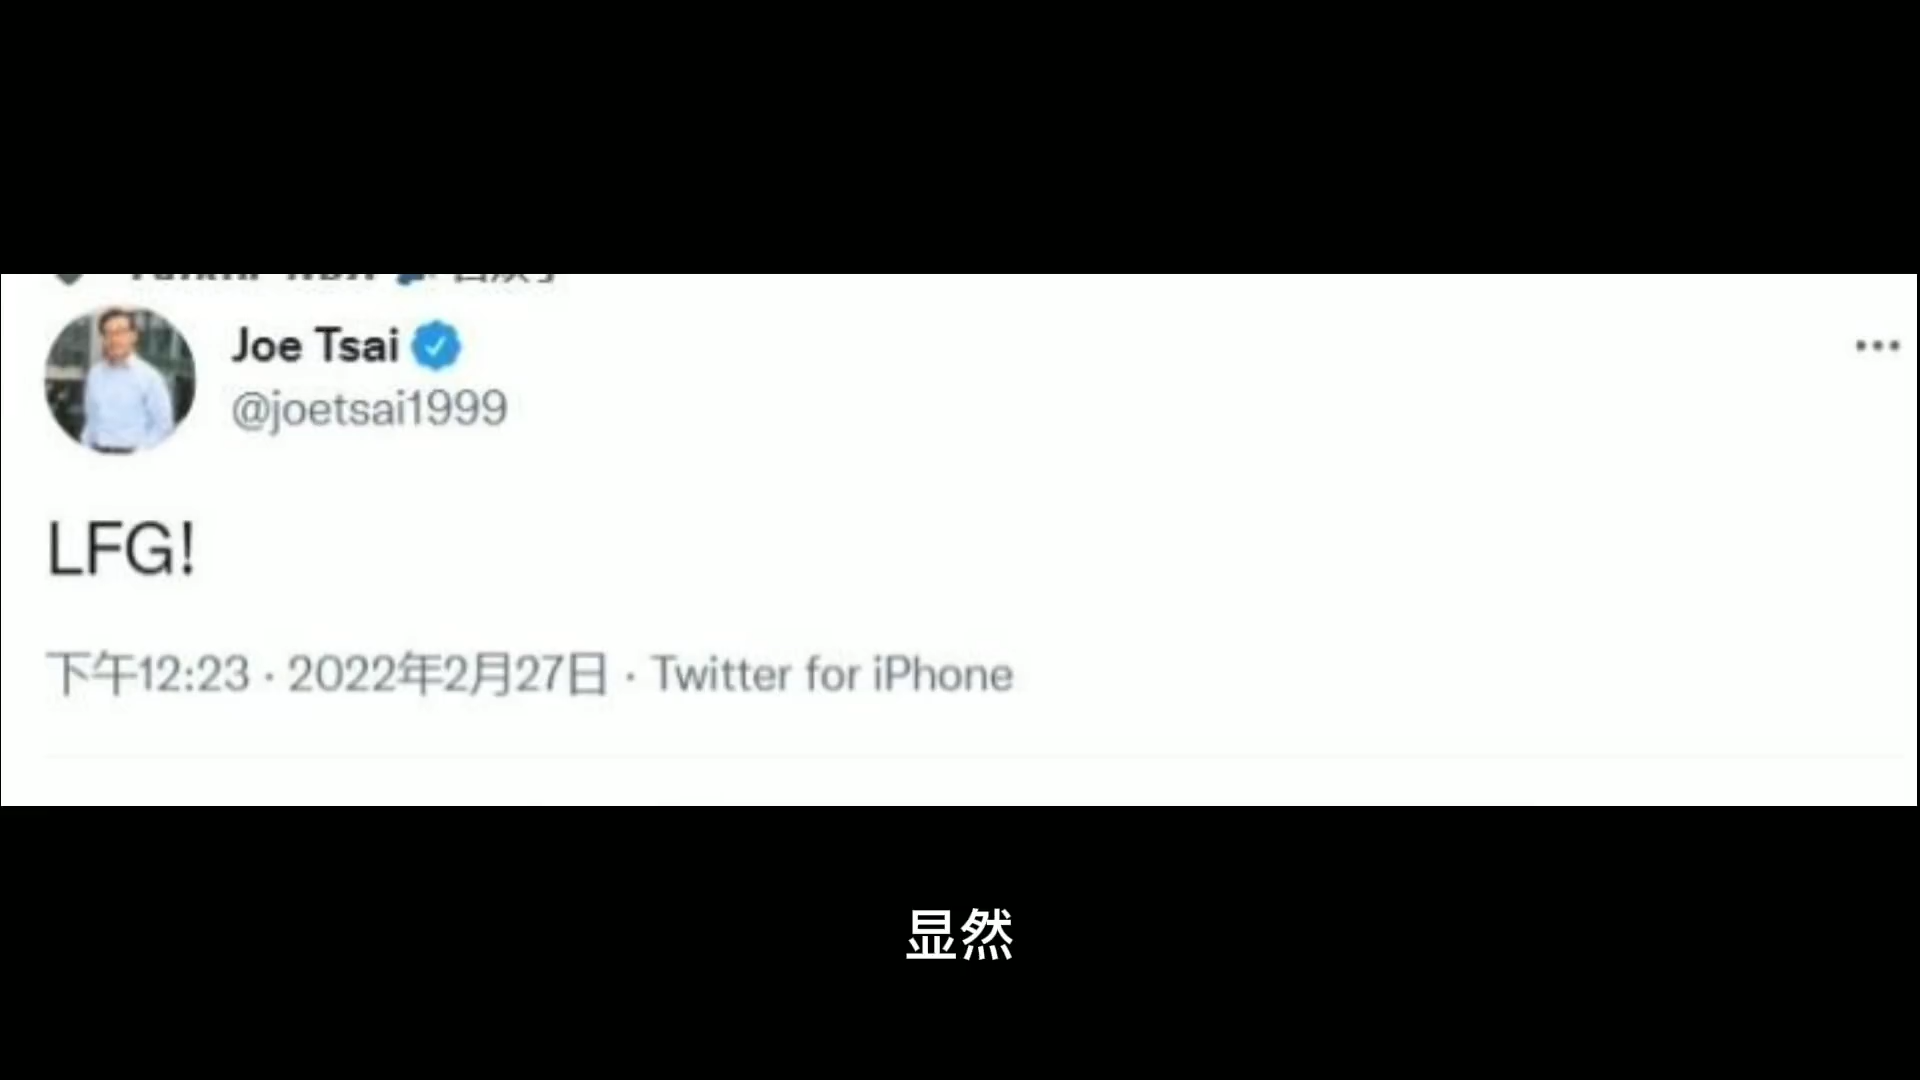 Joe Tsai
@joetsai1999
LFG!
下午12:23 · 2022年2月27日 · Twitter for iPhone
显然